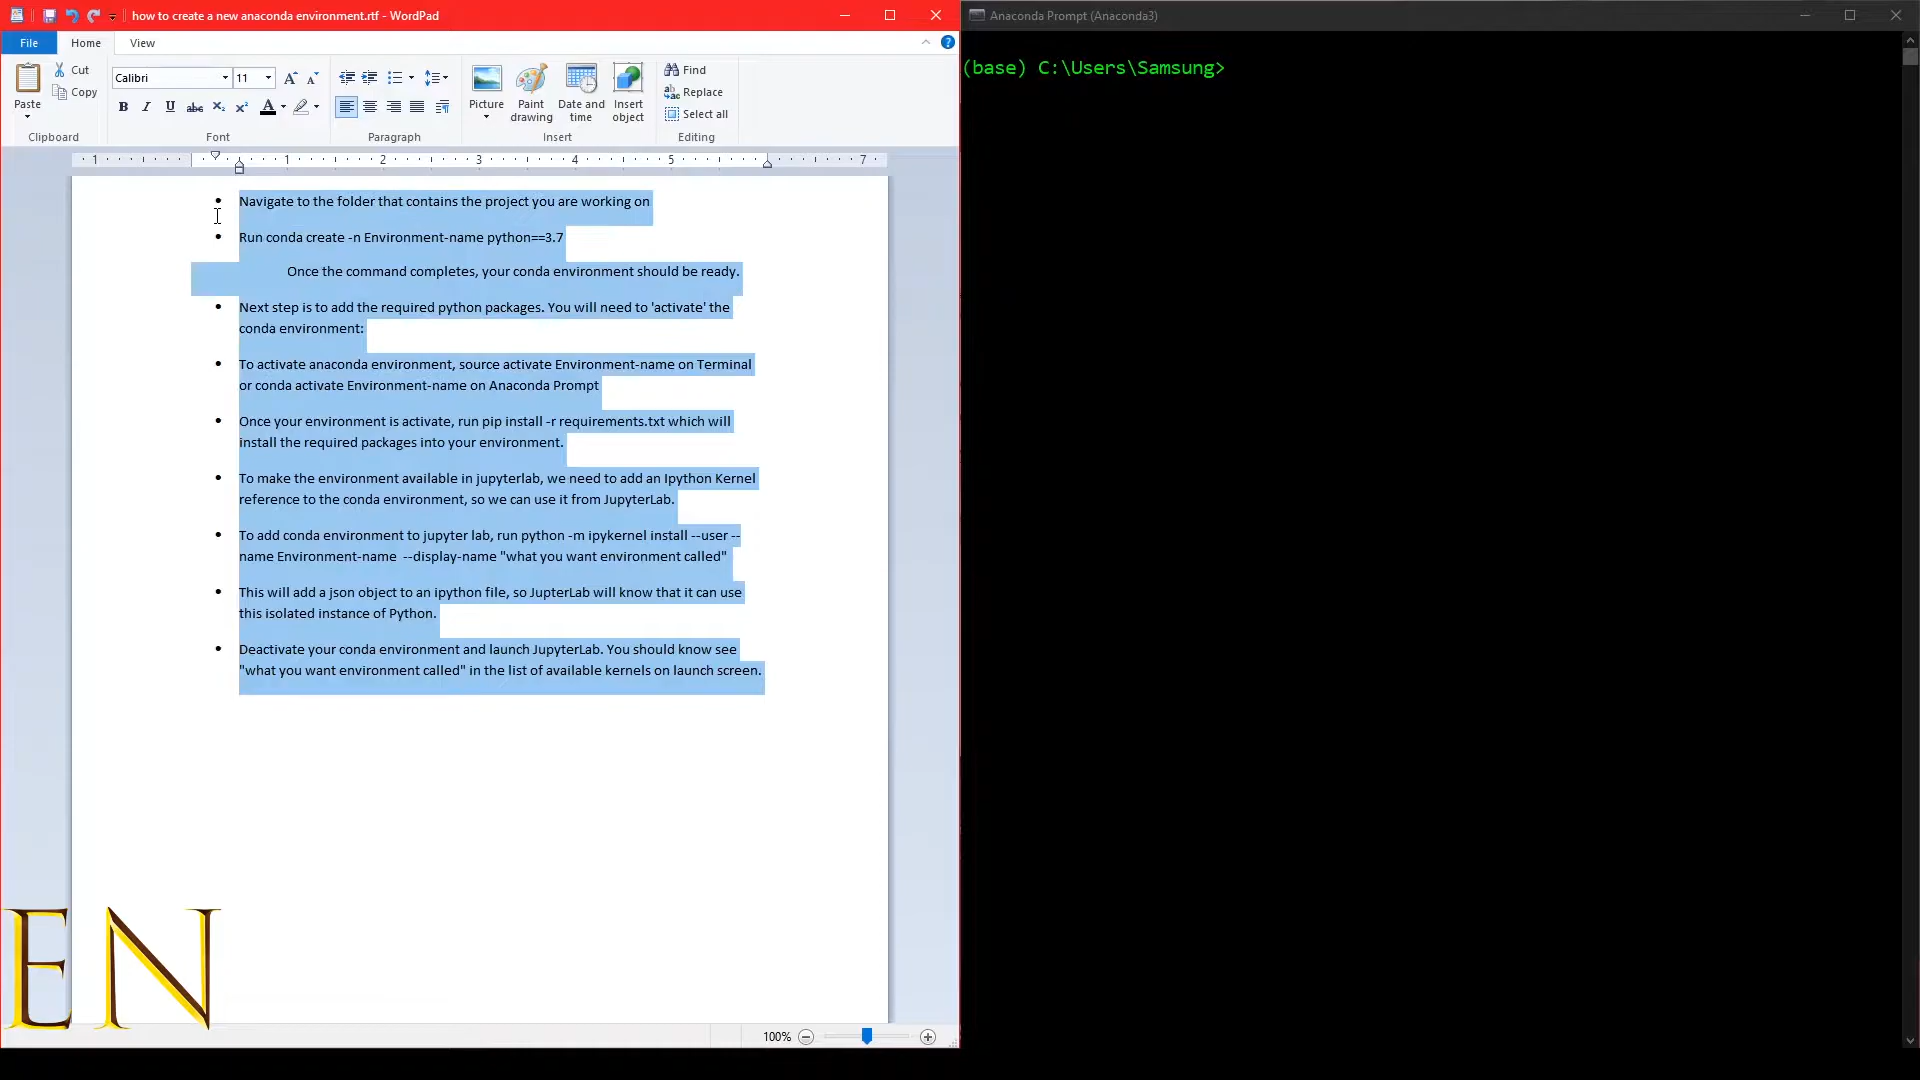 how to create a new anaconda environment.rtf - WordPad
File Home View
Paste
Cut
Copy
Clipboard
Calibri 11
B I U abc X₂ X² A
Font
Paragraph
Picture
Paint drawing
Date and time
Insert object
Insert
Find
Replace
Select all
Editing
1 1 2 3 4 5 7
• Navigate to the folder that contains the project you are working on
• Run conda create -n Environment-name python==3.7
Once the command completes, your conda environment should be ready.
• Next step is to add the required python packages. You will need to 'activate' the
conda environment:
• To activate anaconda environment, source activate Environment-name on Terminal
or conda activate Environment-name on Anaconda Prompt
• Once your environment is activate, run pip install -r requirements.txt which will
install the required packages into your environment.
• To make the environment available in jupyterlab, we need to add an Ipython Kernel
reference to the conda environment, so we can use it from JupyterLab.
• To add conda environment to jupyter lab, run python -m ipykernel install --user --
name Environment-name --display-name "what you want environment called"
• This will add a json object to an ipython file, so JupterLab will know that it can use
this isolated instance of Python.
• Deactivate your conda environment and launch JupyterLab. You should know see
"what you want environment called" in the list of available kernels on launch screen.
EN
100%
Anaconda Prompt (Anaconda3)
(base) C:\Users\Samsung>